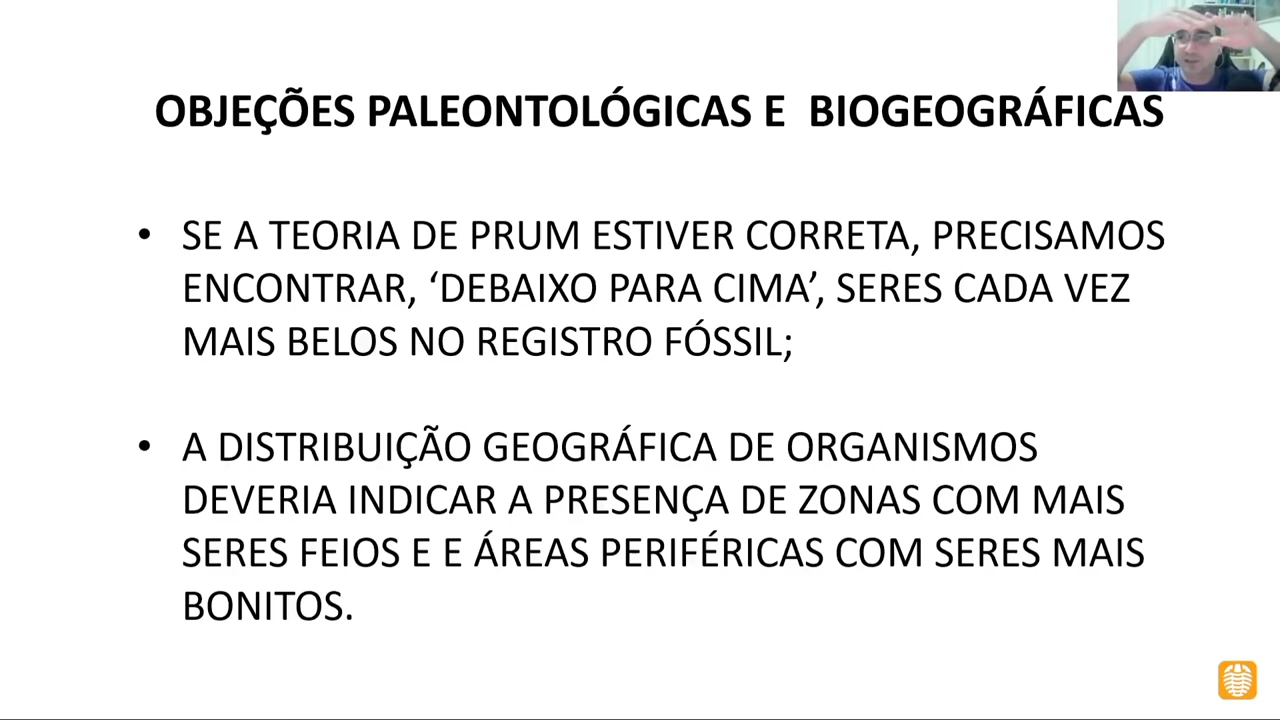 OBJEÇÕES PALEONTOLÓGICAS E  BIOGEOGRÁFICAS
• SE A TEORIA DE PRUM ESTIVER CORRETA, PRECISAMOS
ENCONTRAR, ‘DEBAIXO PARA CIMA’, SERES CADA VEZ
MAIS BELOS NO REGISTRO FÓSSIL;
• A DISTRIBUIÇÃO GEOGRÁFICA DE ORGANISMOS
DEVERIA INDICAR A PRESENÇA DE ZONAS COM MAIS
SERES FEIOS E E ÁREAS PERIFÉRICAS COM SERES MAIS
BONITOS.